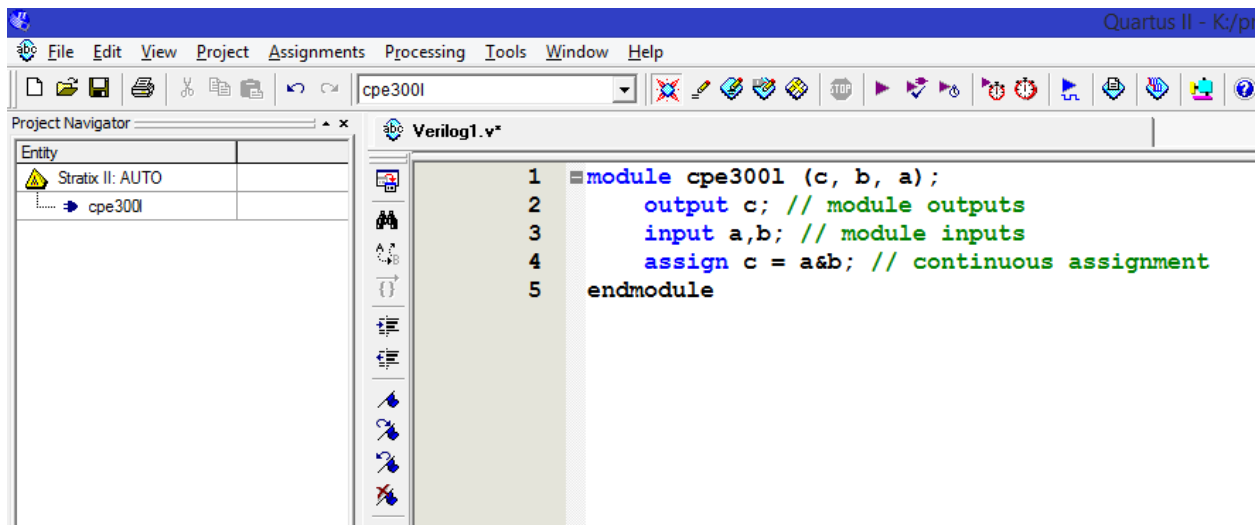 Quartus II - K:/pr
File Edit View Project Assignments Processing Tools Window Help
cpe300l
Project Navigator
Entity
Stratix II: AUTO
cpe300l
Verilog1.v*
1 module cpe300l (c, b, a);
2 output c; // module outputs
3 input a,b; // module inputs
4 assign c = a&b; // continuous assignment
5 endmodule